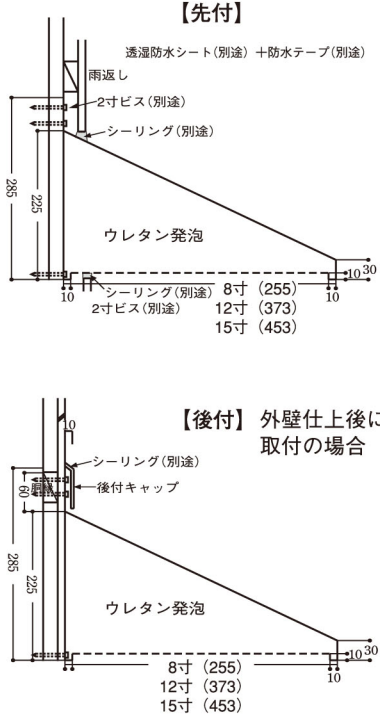 【先付】
透湿防水シート(別途)+防水テープ(別途)
雨返し
2寸ビス(別途)
シーリング(別途)
285
225
ウレタン発泡
10
30
10
シーリング(別途)
2寸ビス(別途)
8寸(255)
12寸(373)
15寸(453)
10
【後付】 外壁仕上後に
取付の場合
10
シーリング(別途)
後付キャップ
胴縁
60
285
225
ウレタン発泡
10
30
8寸(255)
12寸(373)
15寸(453)
10